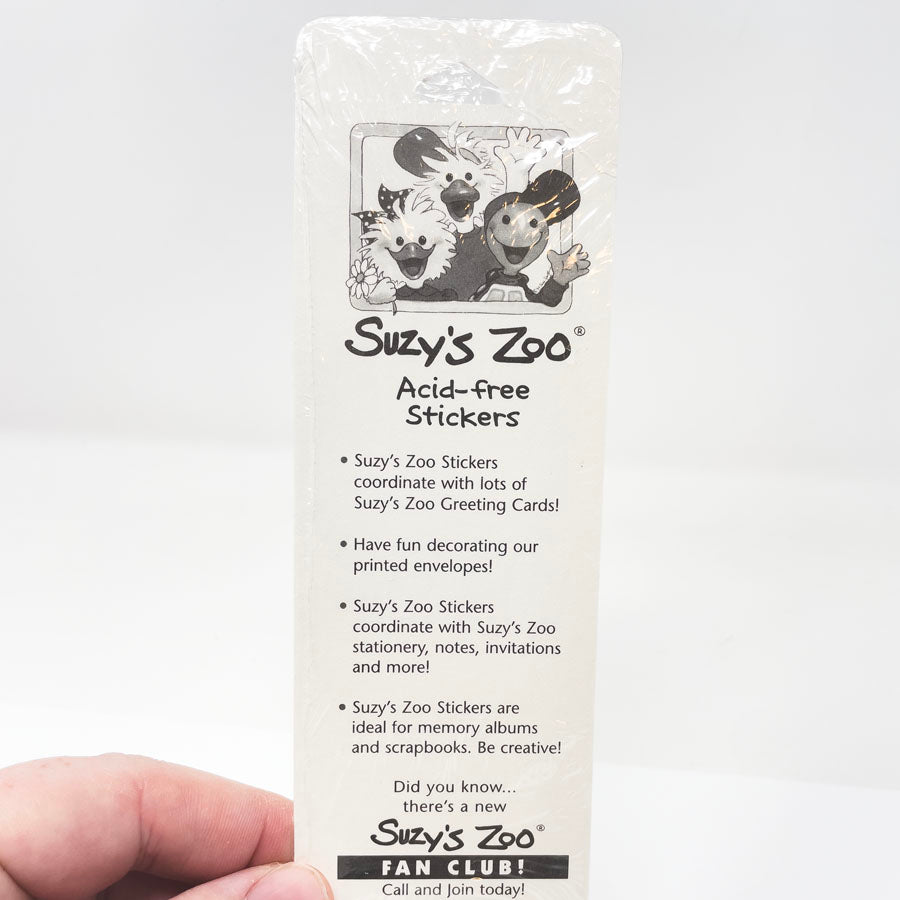 Suzy's Zoo®
Acid-free
Stickers
• Suzy's Zoo Stickers
coordinate with lots of
Suzy's Zoo Greeting Cards!
• Have fun decorating our
printed envelopes!
• Suzy's Zoo Stickers
coordinate with Suzy's Zoo
stationery, notes, invitations
and more!
• Suzy's Zoo Stickers are
ideal for memory albums
and scrapbooks. Be creative!
Did you know...
there's a new
Suzy's Zoo®
FAN CLUB!
Call and Join today!